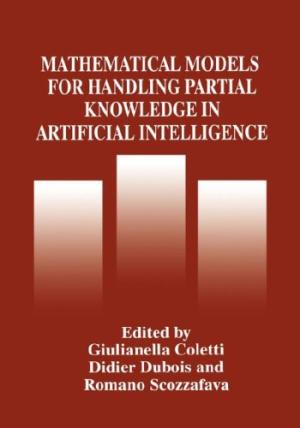 MATHEMATICAL MODELS
FOR HANDLING PARTIAL
KNOWLEDGE IN
ARTIFICIAL INTELLIGENCE
Edited by
Giulianella Coletti
Didier Dubois and
Romano Scozzafava